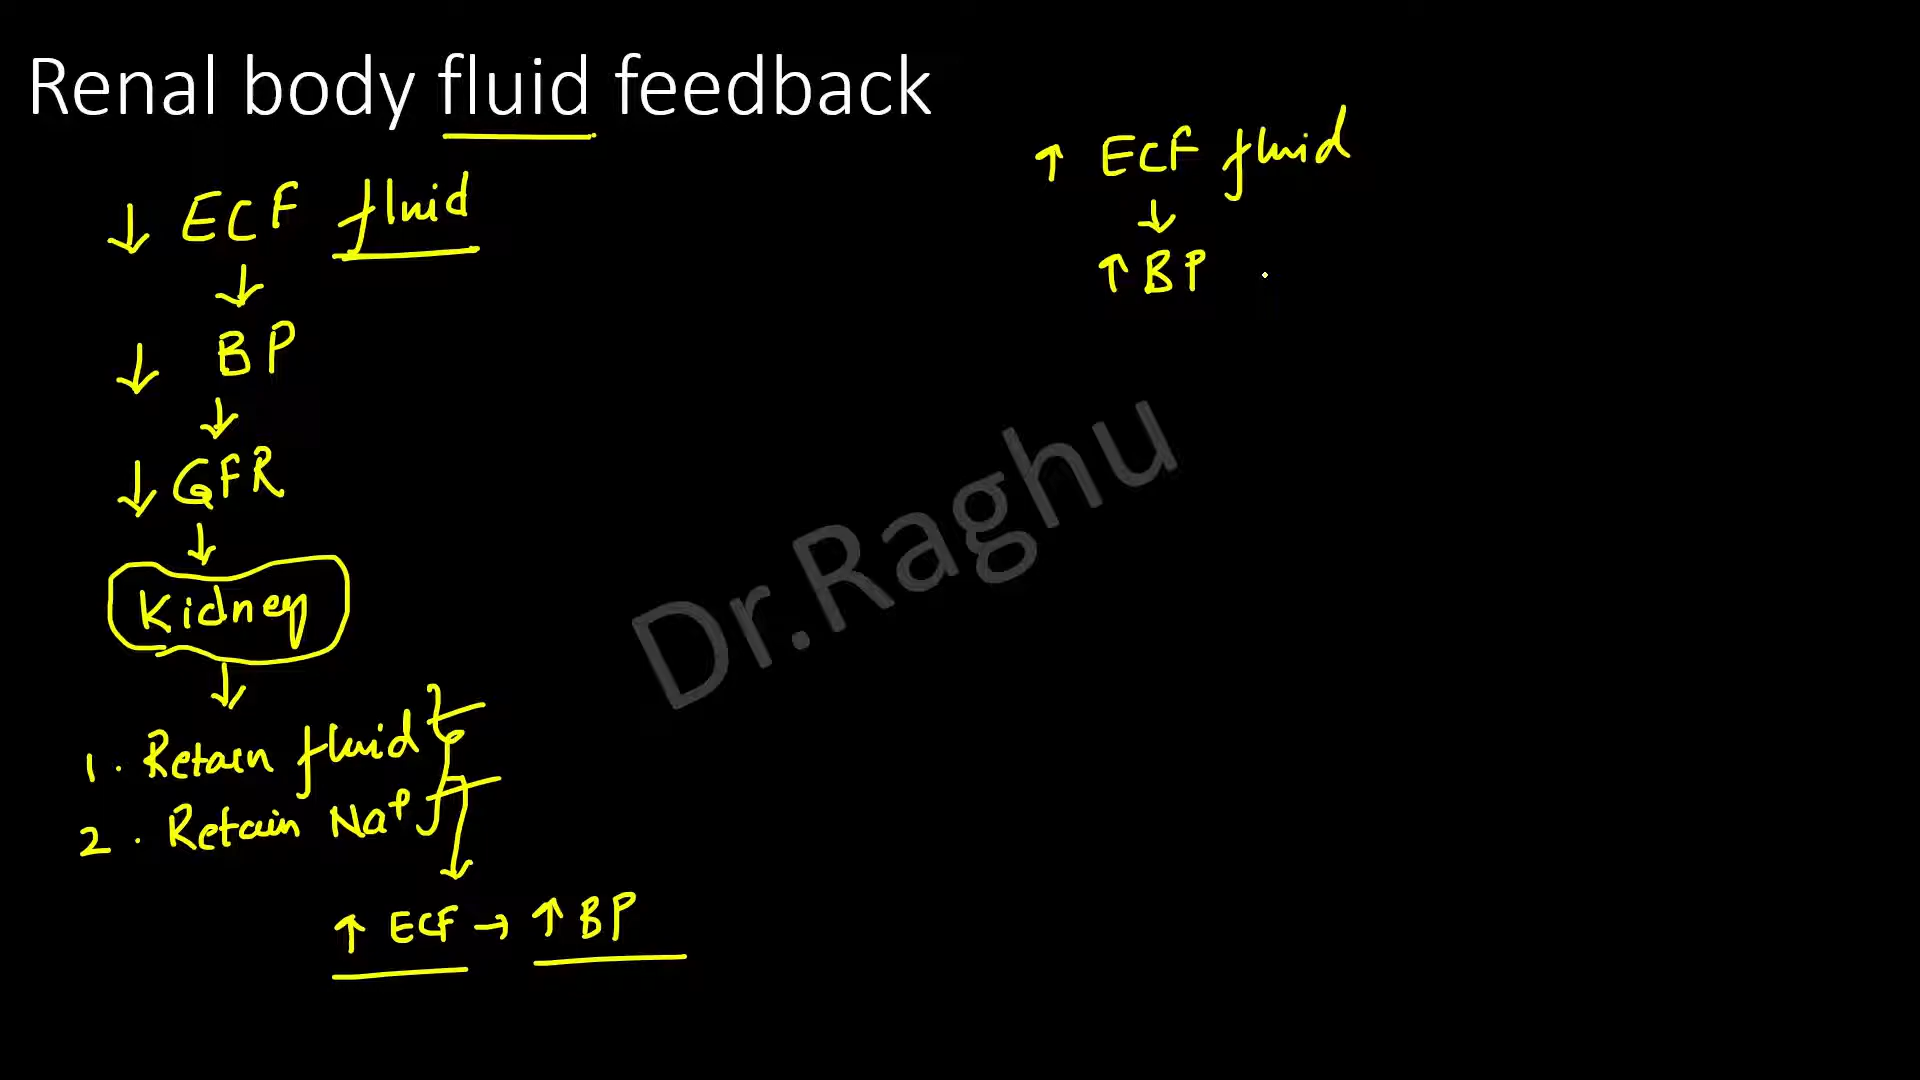 Renal body fluid feedback
↓ ECF fluid
↓
↓ BP
↓
↓ GFR
↓
Kidney
↓
1. Retain fluid
2. Retain Na+
↑ ECF → ↑ BP
↑ ECF fluid
↓
↑ BP
Dr.Raghu